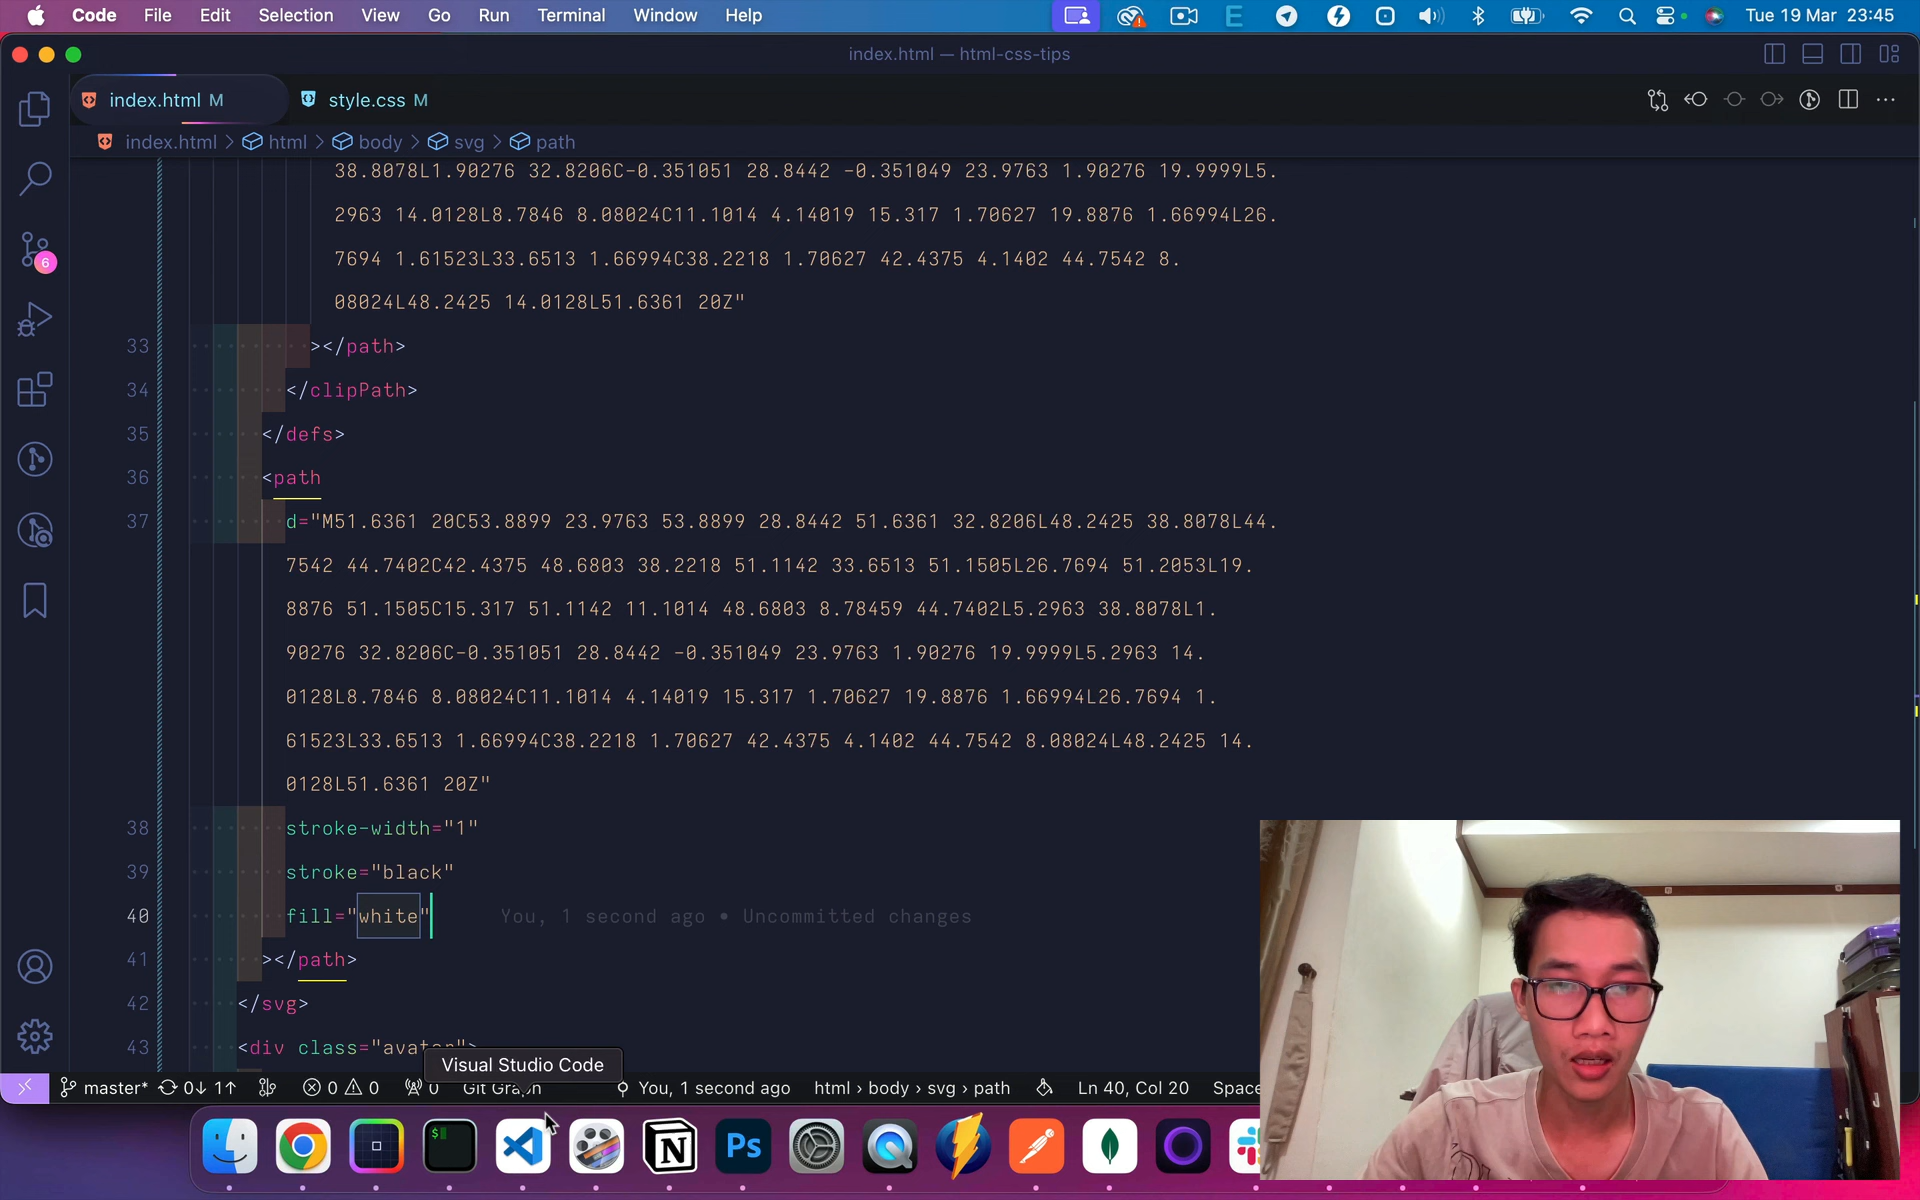 Code File Edit Selection View Go Run Terminal Window Help Tue 19 Mar 23:45
index.html — html-css-tips
index.html M style.css M
index.html > html > body > svg > path
38.8078L1.90276 32.8206C-0.351051 28.8442 -0.351049 23.9763 1.90276 19.9999L5.
2963 14.0128L8.7846 8.08024C11.1014 4.14019 15.317 1.70627 19.8876 1.66994L26.
7694 1.61523L33.6513 1.66994C38.2218 1.70627 42.4375 4.1402 44.7542 8.
08024L48.2425 14.0128L51.6361 20Z"
33 ></path>
34 </clipPath>
35 </defs>
36 <path
37 d="M51.6361 20C53.8899 23.9763 53.8899 28.8442 51.6361 32.8206L48.2425 38.8078L44.
7542 44.7402C42.4375 48.6803 38.2218 51.1142 33.6513 51.1505L26.7694 51.2053L19.
8876 51.1505C15.317 51.1142 11.1014 48.6803 8.78459 44.7402L5.2963 38.8078L1.
90276 32.8206C-0.351051 28.8442 -0.351049 23.9763 1.90276 19.9999L5.2963 14.
0128L8.7846 8.08024C11.1014 4.14019 15.317 1.70627 19.8876 1.66994L26.7694 1.
61523L33.6513 1.66994C38.2218 1.70627 42.4375 4.1402 44.7542 8.08024L48.2425 14.
0128L51.6361 20Z"
38 stroke-width="1"
39 stroke="black"
40 fill="white" You, 1 second ago • Uncommitted changes
41 ></path>
42 </svg>
43 <div class="avatar">
Visual Studio Code
master* 0↓ 1↑ 0 0 0 Git Graph You, 1 second ago html > body > svg > path Ln 40, Col 20
6
E
$
N
Ps